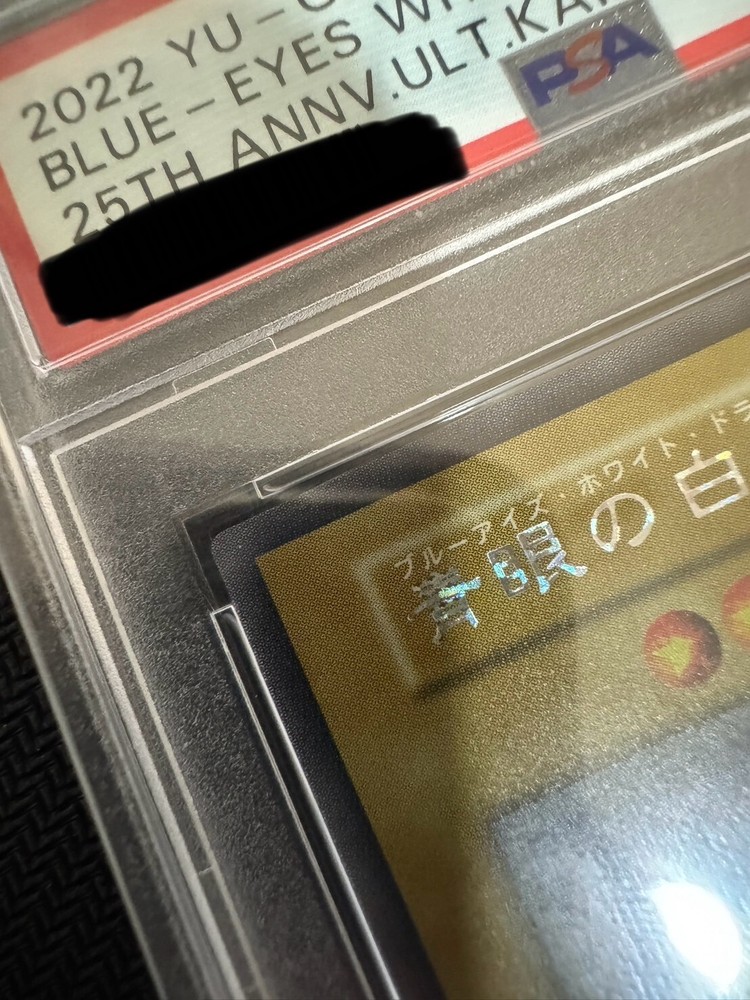 2022 YU-G
BLUE-EYES WH
25TH ANNV.ULT.KA
PSA
ブルーアイズ・ホワイト・ドラ
青眼の白